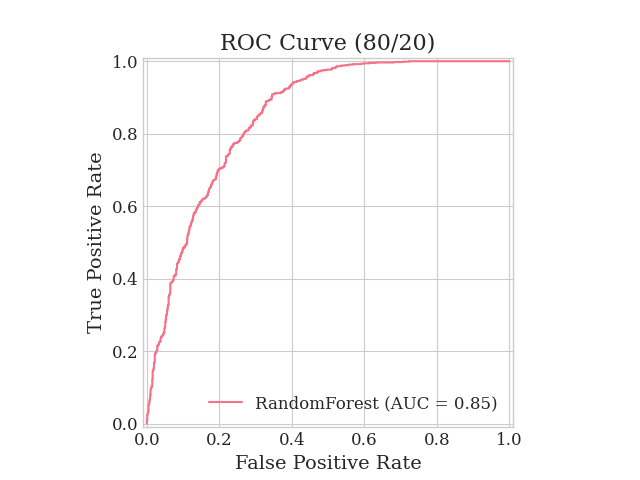 ROC Curve (80/20)
True Positive Rate
1.0
0.8
0.6
0.4
0.2
0.0
RandomForest (AUC = 0.85)
0.0 0.2 0.4 0.6 0.8 1.0
False Positive Rate